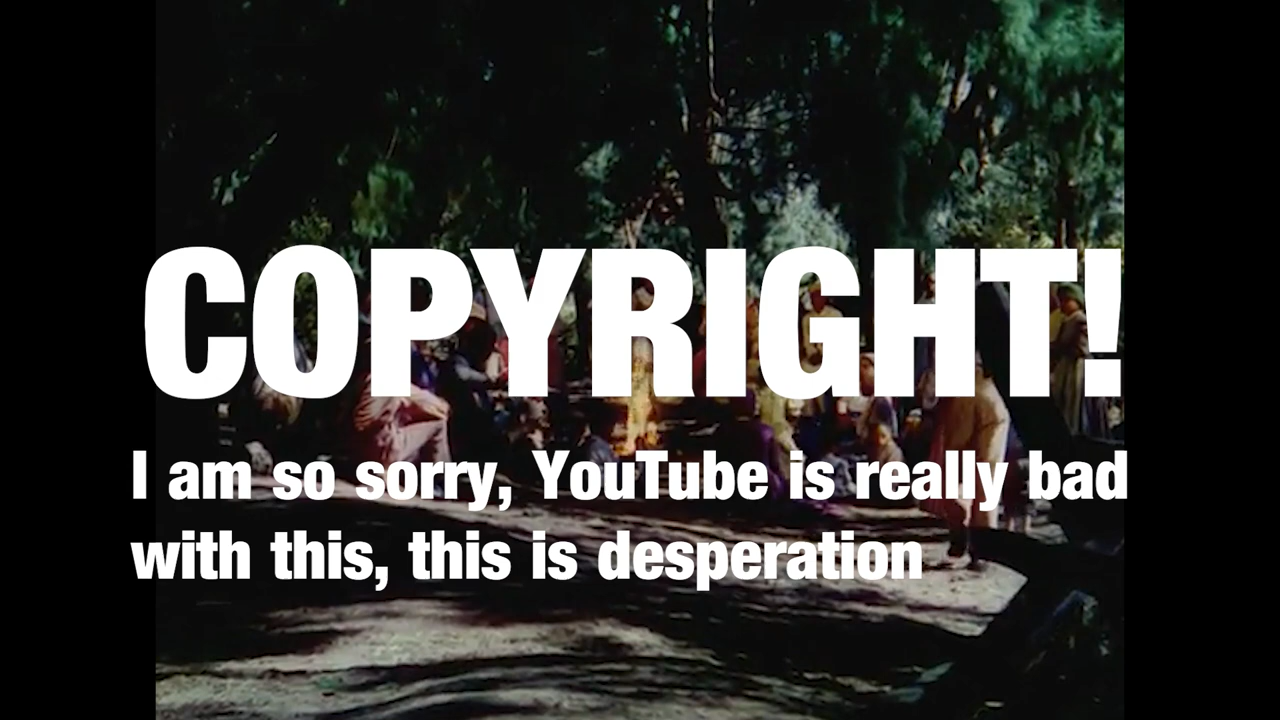 COPYRIGHT!
I am so sorry, YouTube is really bad
with this, this is desperation